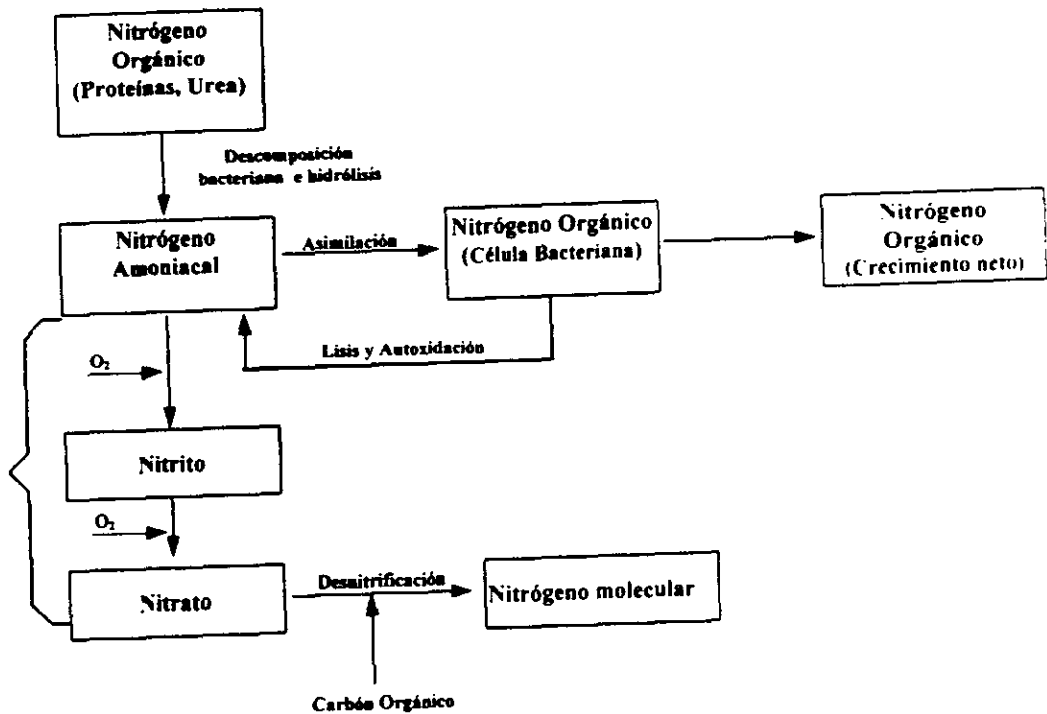 Nitrógeno
Orgánico
(Proteínas, Urea)
Descomposición
bacteriana e hidrólisis
Nitrógeno
Amoniacal
Asimilación
Nitrógeno Orgánico
(Célula Bacteriana)
Nitrógeno
Orgánico
(Crecimiento neto)
Lisis y Autoxidación
O₂
Nitrito
O₂
Nitrato
Desnitrificación
Nitrógeno molecular
Carbón Orgánico